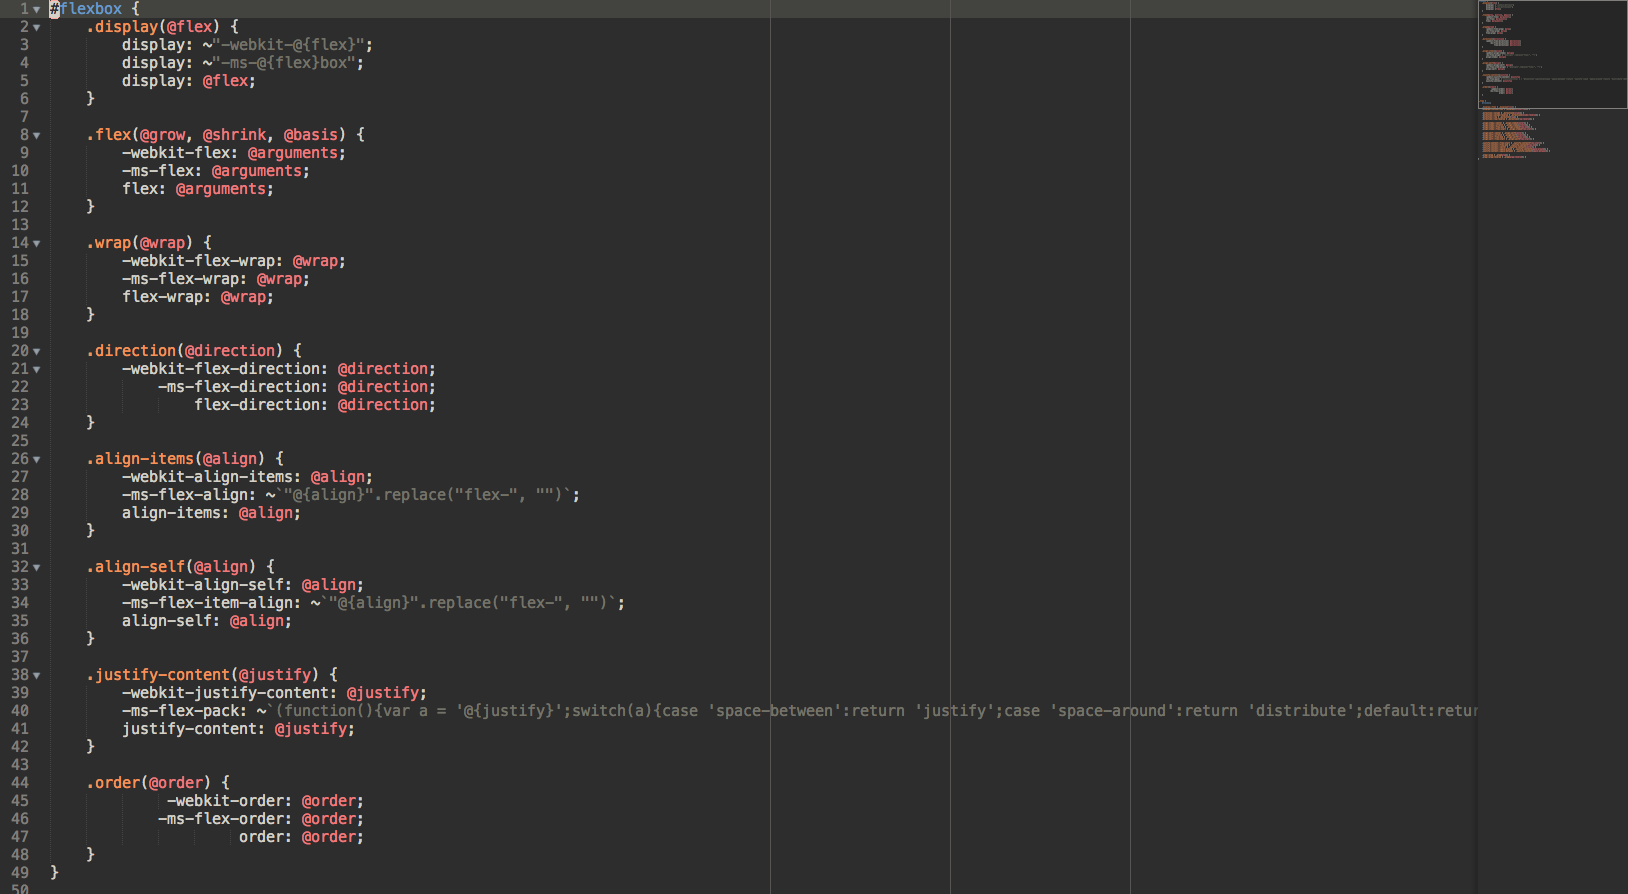 1 #flexbox {
2 .display(@flex) {
3 display: ~"-webkit-@{flex}";
4 display: ~"-ms-@{flex}box";
5 display: @flex;
6 }
7
8 .flex(@grow, @shrink, @basis) {
9 -webkit-flex: @arguments;
10 -ms-flex: @arguments;
11 flex: @arguments;
12 }
13
14 .wrap(@wrap) {
15 -webkit-flex-wrap: @wrap;
16 -ms-flex-wrap: @wrap;
17 flex-wrap: @wrap;
18 }
19
20 .direction(@direction) {
21 -webkit-flex-direction: @direction;
22 -ms-flex-direction: @direction;
23 flex-direction: @direction;
24 }
25
26 .align-items(@align) {
27 -webkit-align-items: @align;
28 -ms-flex-align: ~`"@{align}".replace("flex-", "")`;
29 align-items: @align;
30 }
31
32 .align-self(@align) {
33 -webkit-align-self: @align;
34 -ms-flex-item-align: ~`"@{align}".replace("flex-", "")`;
35 align-self: @align;
36 }
37
38 .justify-content(@justify) {
39 -webkit-justify-content: @justify;
40 -ms-flex-pack: ~`(function(){var a = '@{justify}';switch(a){case 'space-between':return 'justify';case 'space-around':return 'distribute';default:retur
41 justify-content: @justify;
42 }
43
44 .order(@order) {
45 -webkit-order: @order;
46 -ms-flex-order: @order;
47 order: @order;
48 }
49 }
50